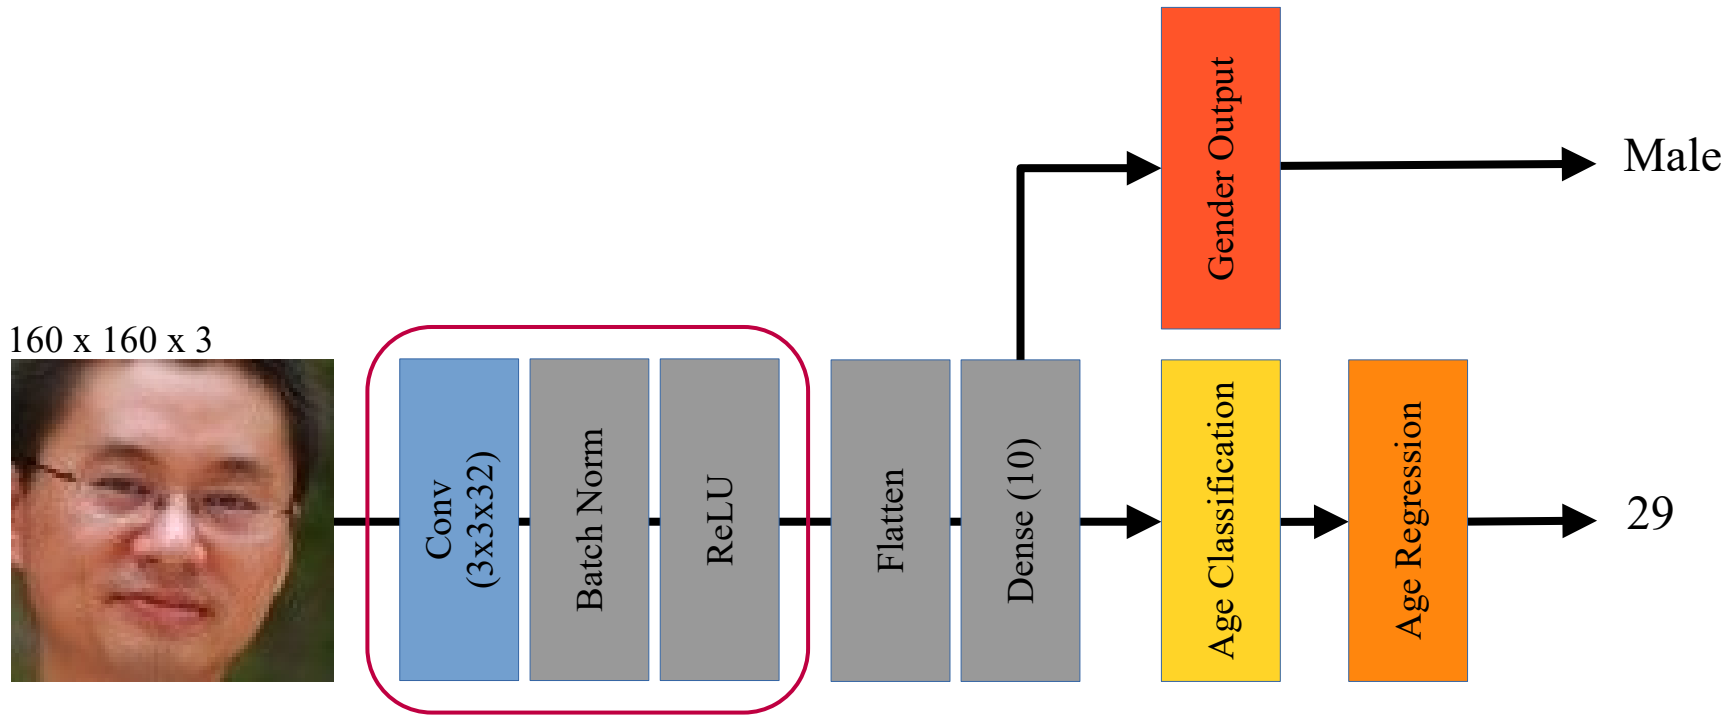 160 x 160 x 3
Conv
(3x3x32)
Batch Norm
ReLU
Flatten
Dense (10)
Gender Output
Male
Age Classification
Age Regression
29